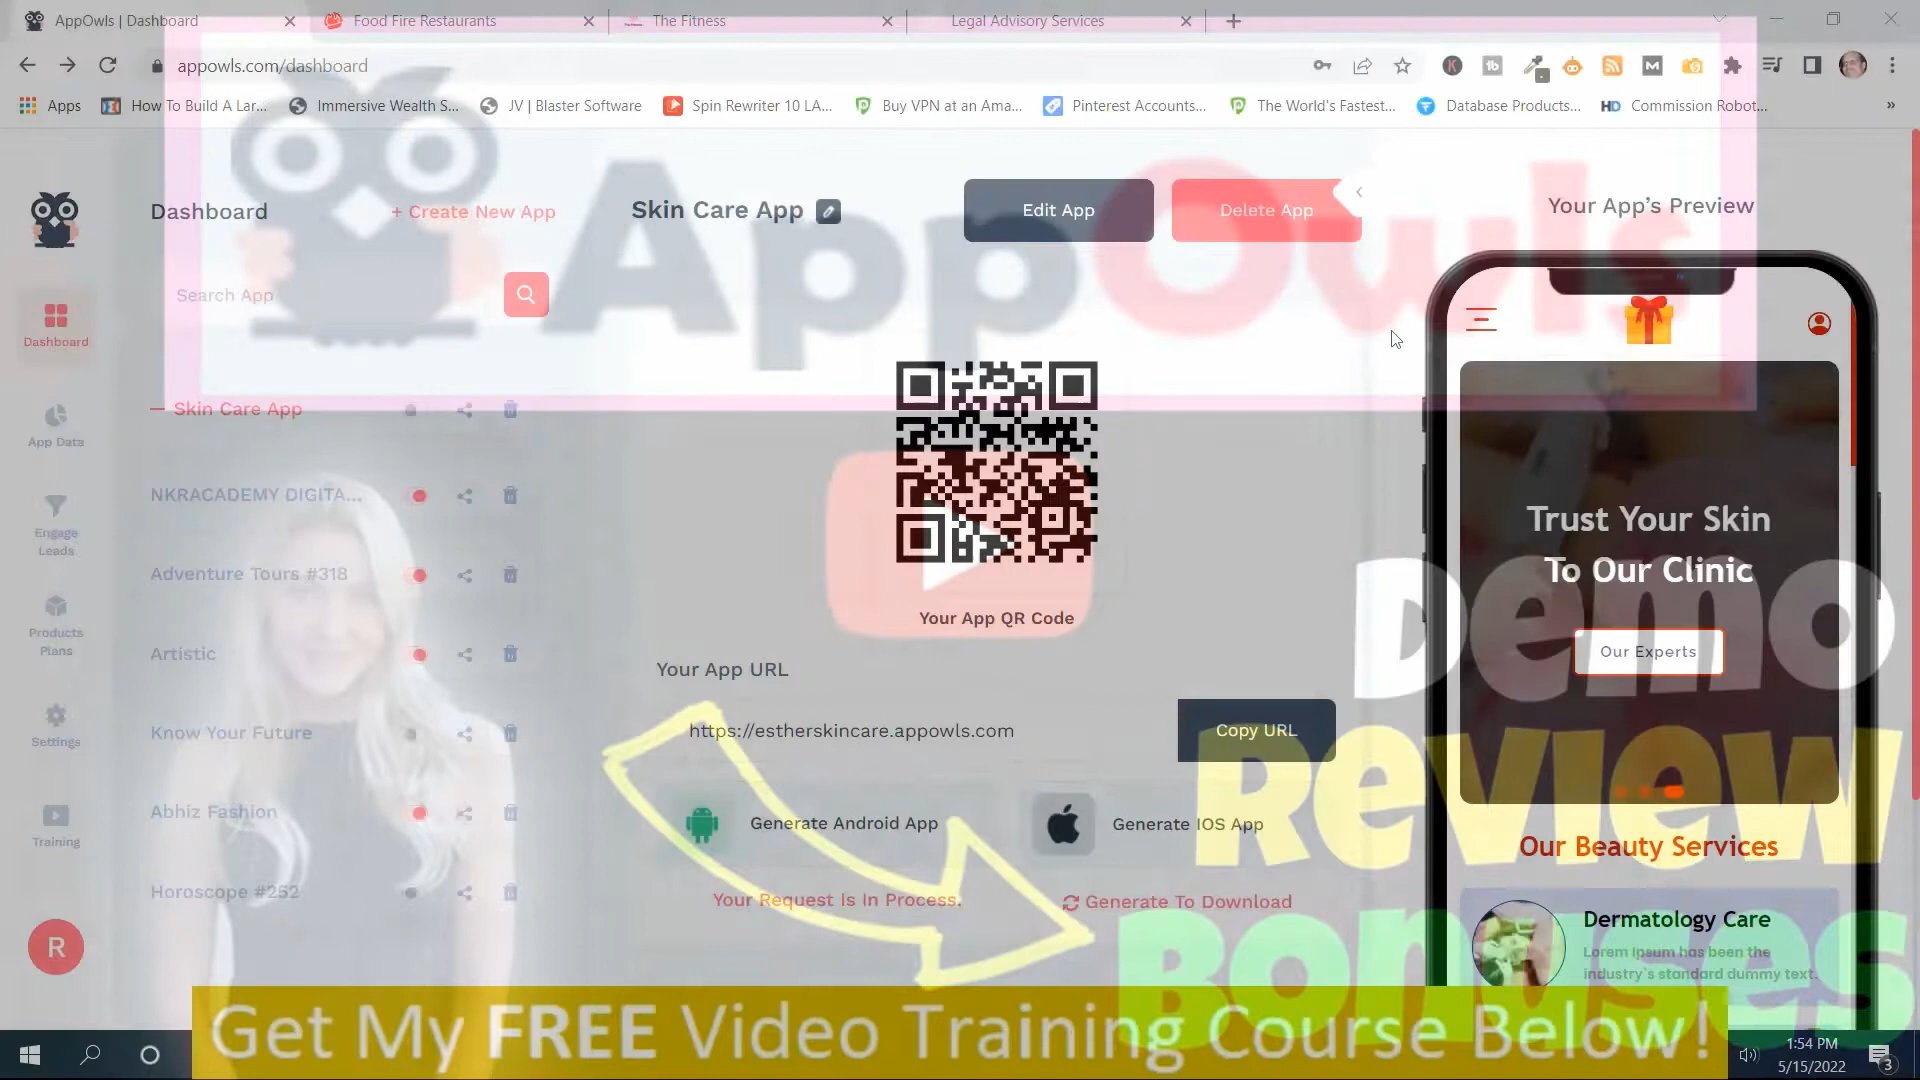 AppOwls | Dashboard
Food Fire Restaurants
The Fitness
Legal Advisory Services
appowls.com/dashboard
Apps
How To Build A Lar...
Immersive Wealth S...
JV | Blaster Software
Spin Rewriter 10 LA...
Buy VPN at an Ama...
Pinterest Accounts...
The World's Fastest...
Database Products...
HD Commission Robot...
AppOwls
Dashboard
+ Create New App
Skin Care App
Edit App
Delete App
Your App's Preview
Search App
Dashboard
Skin Care App
App Data
NKRACADEMY DIGITA...
Engage
Leads
Adventure Tours #318
Products
Plans
Artistic
Settings
Know Your Future
Training
Abhiz Fashion
Horoscope #252
R
Your App QR Code
Your App URL
https://estherskincare.appowls.com
Copy URL
Generate Android App
Generate IOS App
Your Request Is In Process.
Generate To Download
Trust Your Skin
To Our Clinic
Our Experts
Our Beauty Services
Dermatology Care
Lorem Ipsum has been the
industry's standard dummy text.
Demo
Review
Bonuses
Get My FREE Video Training Course Below!
1:54 PM
5/15/2022
3